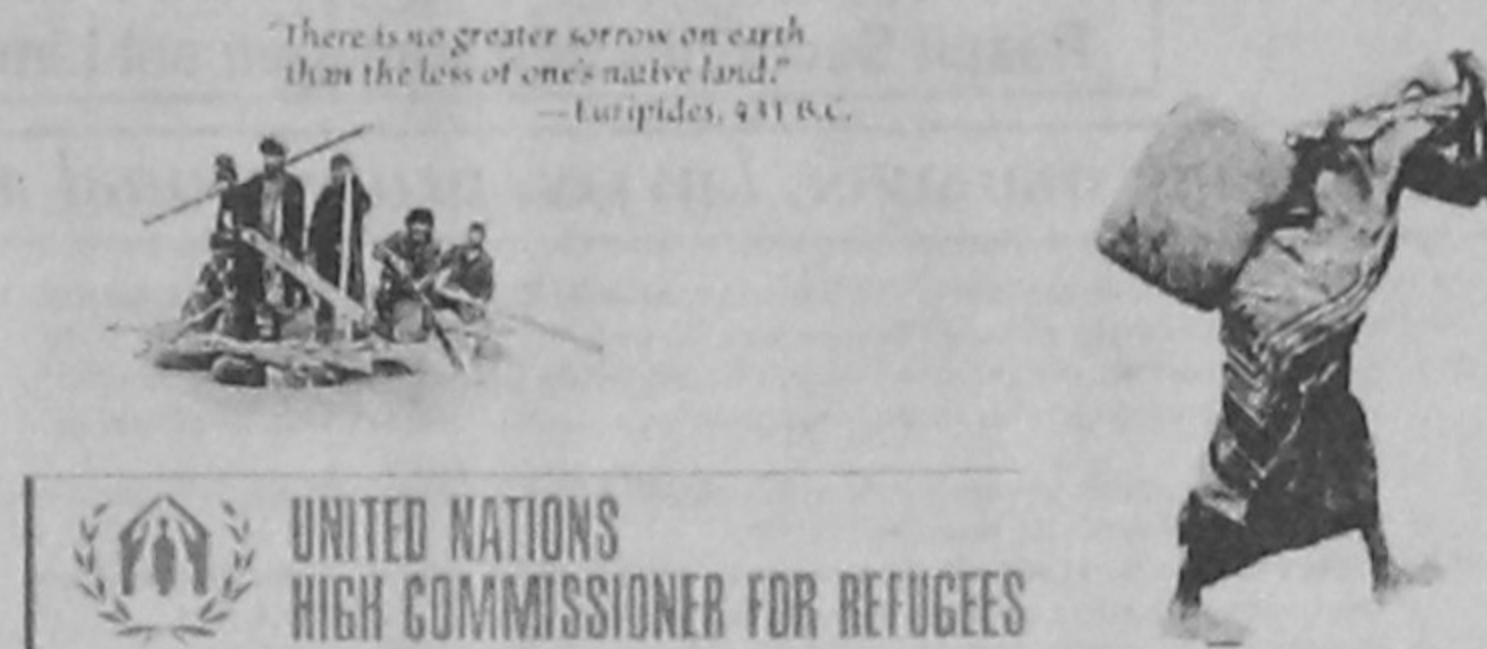 "There is no greater sorrow on earth
than the loss of one's native land."
—Euripides, 431 B.C.
UNITED NATIONS
HIGH COMMISSIONER FOR REFUGEES